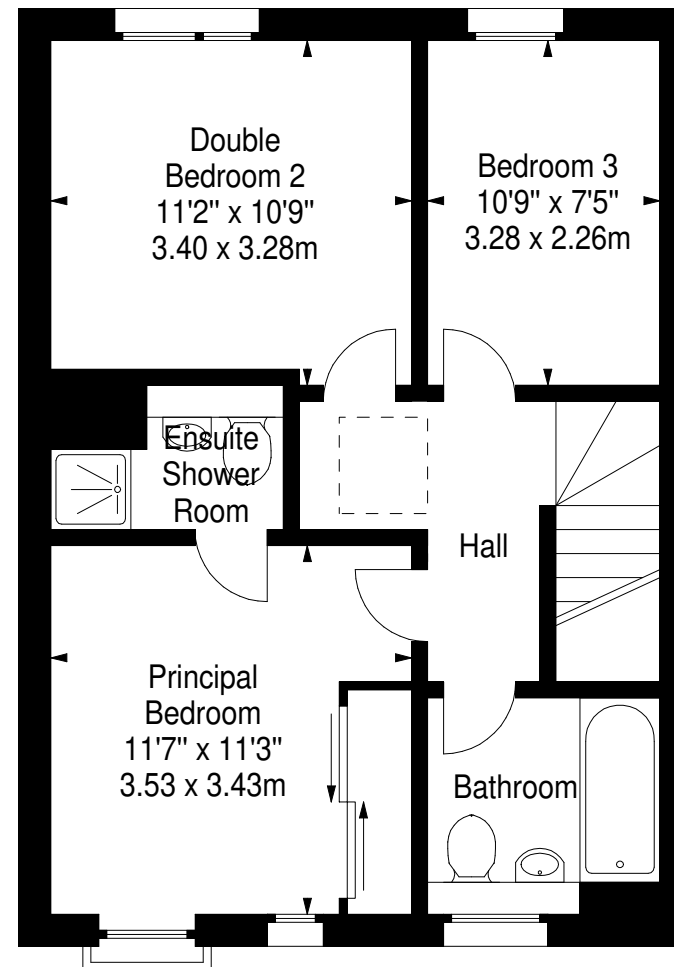 Double
Bedroom 2
11'2" x 10'9"
3.40 x 3.28m
Bedroom 3
10'9" x 7'5"
3.28 x 2.26m
Ensuite
Shower
Room
Hall
Principal
Bedroom
11'7" x 11'3"
3.53 x 3.43m
Bathroom